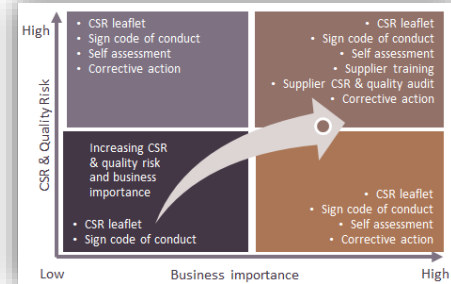 High
• CSR leaflet
• Sign code of conduct
• Self assessment
• Corrective action
• CSR leaflet
• Sign code of conduct
• Self assessment
• Supplier training
• Supplier CSR & quality audit
• Corrective action
CSR & Quality Risk
Increasing CSR
& quality risk
and business
importance
• CSR leaflet
• Sign code of conduct
• CSR leaflet
• Sign code of conduct
• Self assessment
• Corrective action
Low
Business importance
High